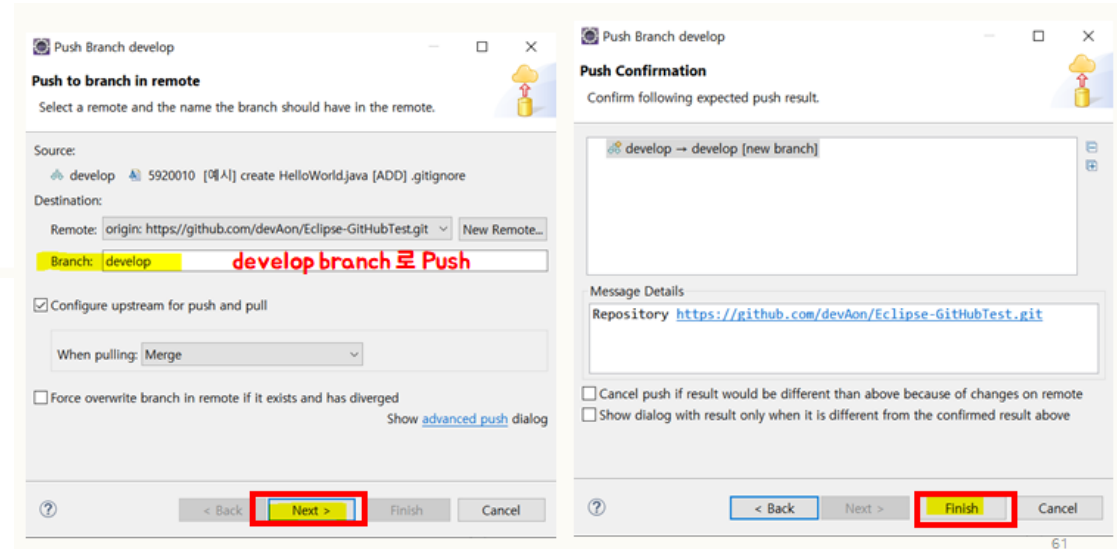 Push Branch develop
Push to branch in remote
Select a remote and the name the branch should have in the remote.
Source:
develop 5920010 [예시] create HelloWorld.java [ADD] .gitignore
Destination:
Remote: origin: https://github.com/devAon/Eclipse-GitHubTest.git New Remote...
Branch: develop develop branch 로 Push
Configure upstream for push and pull
When pulling: Merge
Force overwrite branch in remote if it exists and has diverged
Show advanced push dialog
< Back Next > Finish Cancel
Push Branch develop
Push Confirmation
Confirm following expected push result.
develop → develop [new branch]
Message Details
Repository https://github.com/devAon/Eclipse-GitHubTest.git
Cancel push if result would be different than above because of changes on remote
Show dialog with result only when it is different from the confirmed result above
< Back Next > Finish Cancel
61